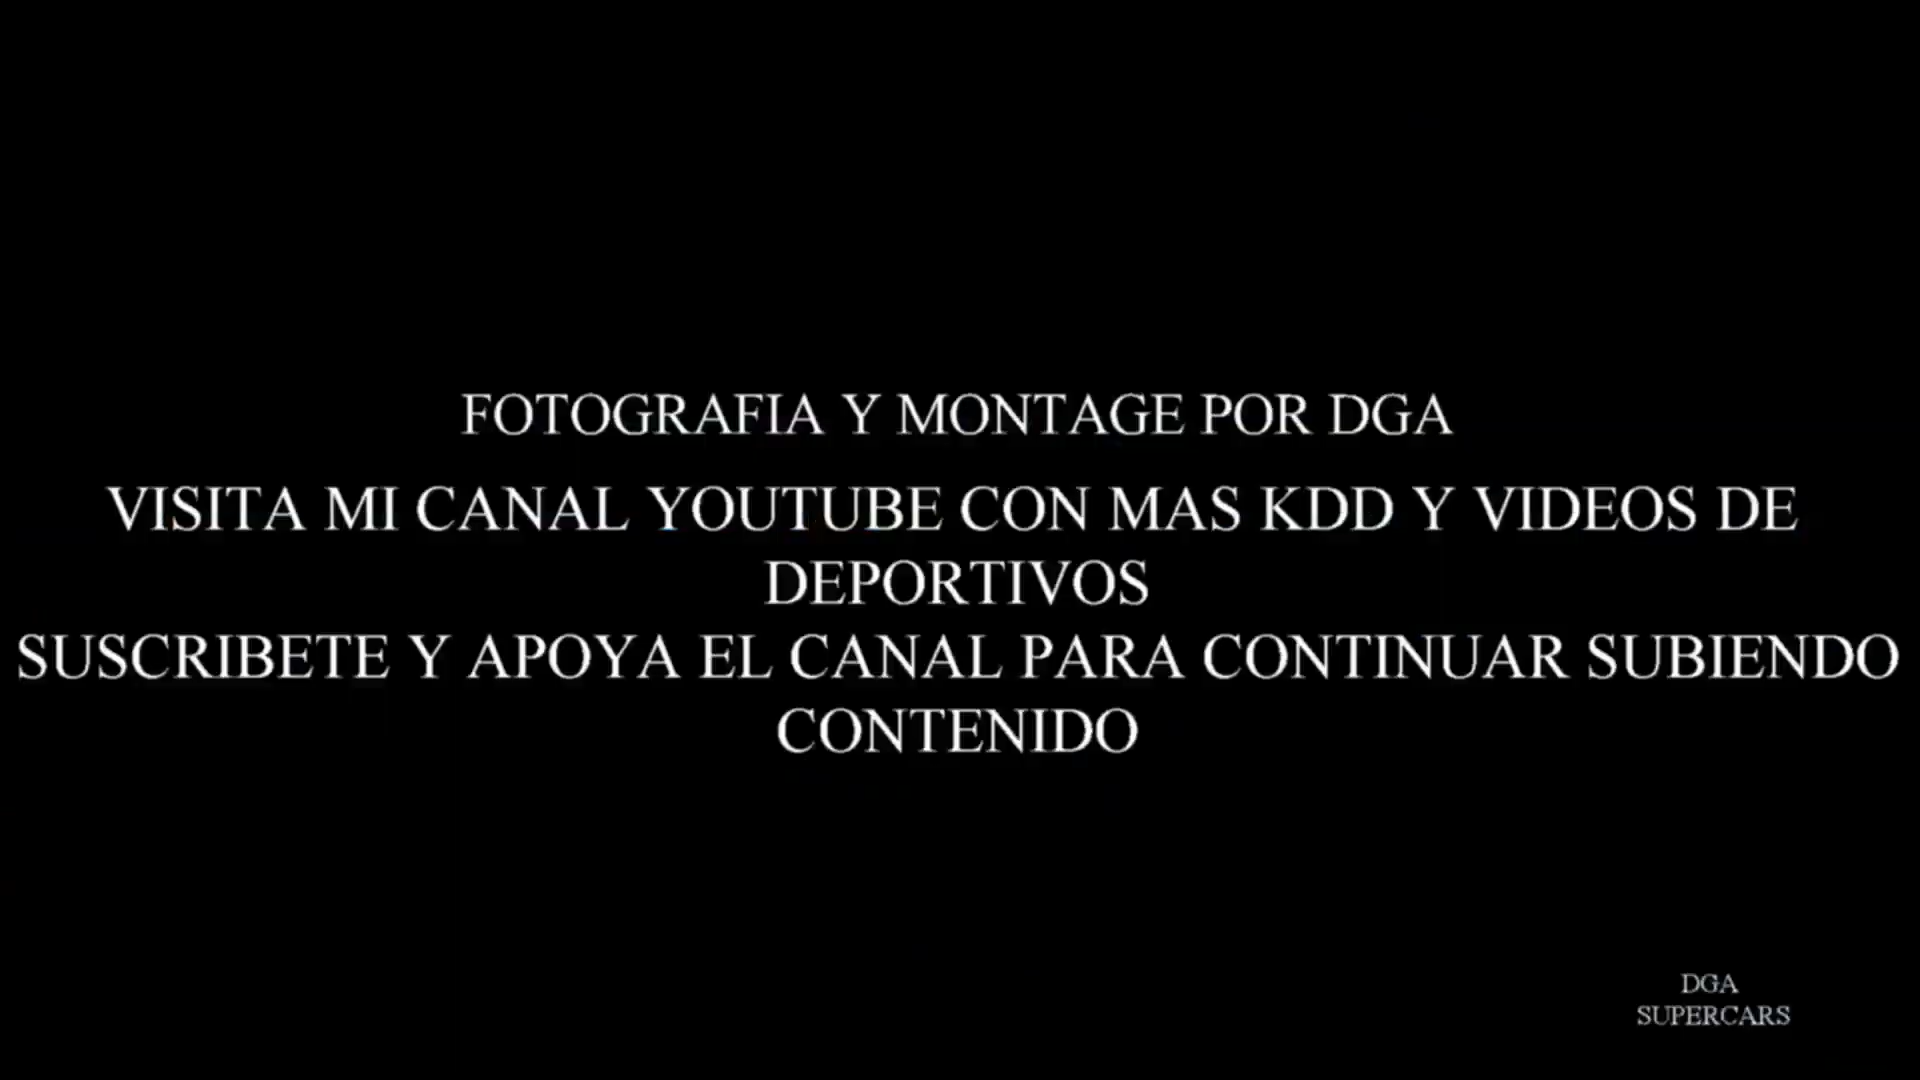 FOTOGRAFIA Y MONTAGE POR DGA
VISITA MI CANAL YOUTUBE CON MAS KDD Y VIDEOS DE
DEPORTIVOS
SUSCRIBETE Y APOYA EL CANAL PARA CONTINUAR SUBIENDO
CONTENIDO
DGA
SUPERCARS